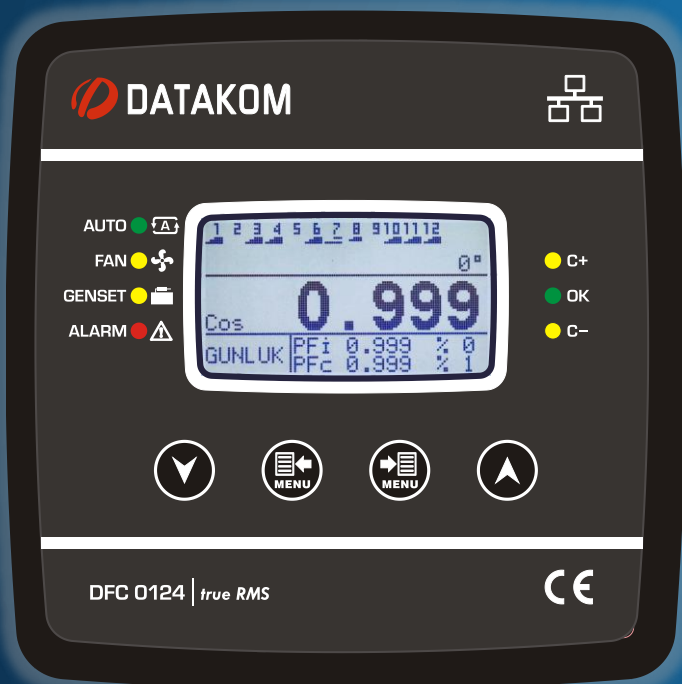 DATAKOM
AUTO A
FAN
GENSET
ALARM
1 2 3 4 5 6 7 8 9 10 11 12
0°
Cos 0.999
GUNLUK
PFi 0.999 % 0
PFc 0.999 % 1
C+
OK
C-
MENU
MENU
DFC 0124 true RMS
CE